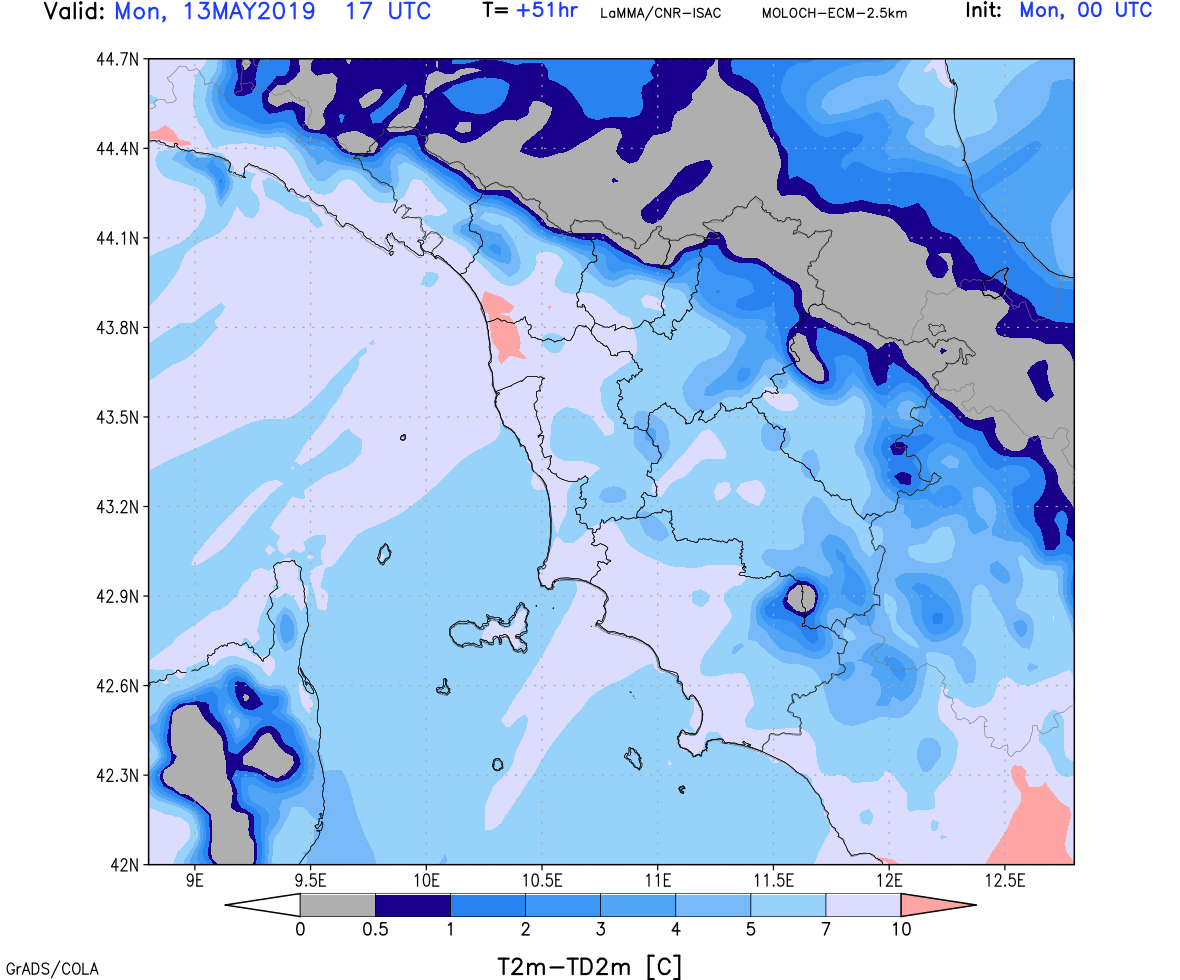 Valid: Mon, 13MAY2019 17 UTC T= +51hr LaMMA/CNR-ISAC MOLOCH-ECM-2.5km Init: Mon, 00 UTC
44.7N
44.4N
44.1N
43.8N
43.5N
43.2N
42.9N
42.6N
42.3N
42N
9E 9.5E 10E 10.5E 11E 11.5E 12E 12.5E
0 0.5 1 2 3 4 5 7 10
T2m-TD2m [C]
GrADS/COLA